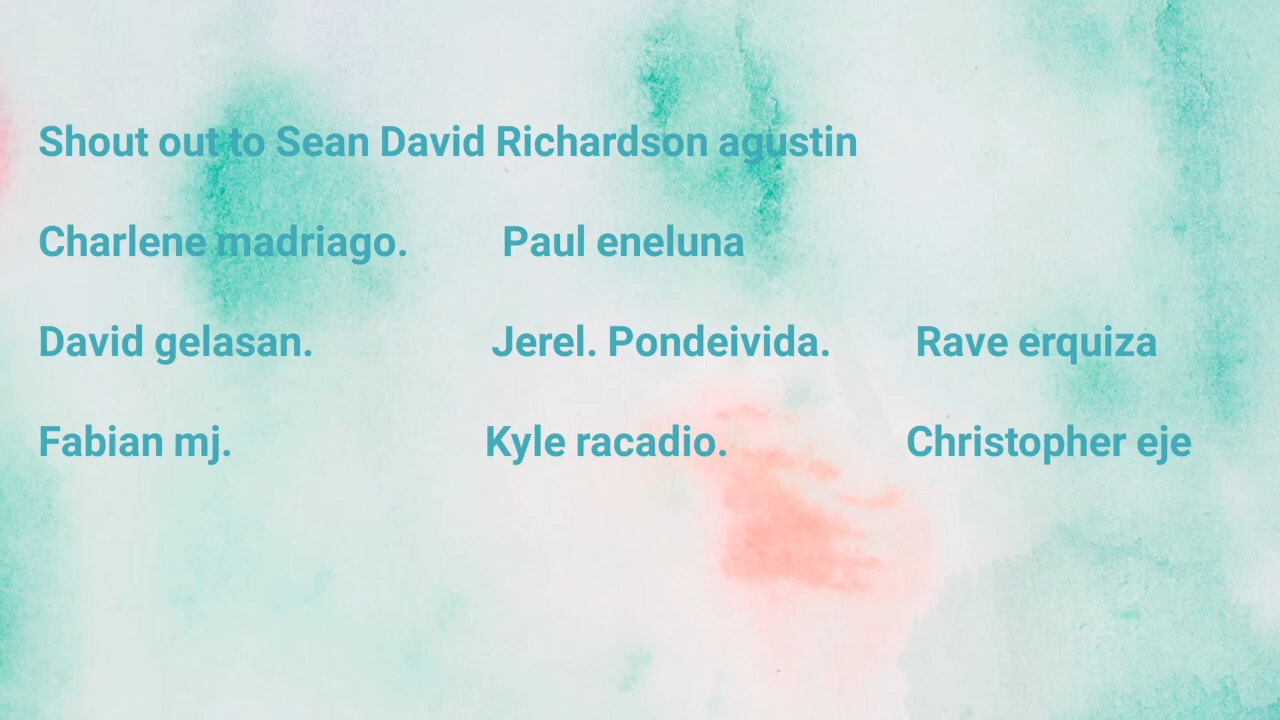 Shout out to Sean David Richardson agustin
Charlene madriago. Paul eneluna
David gelasan. Jerel. Pondeivida. Rave erquiza
Fabian mj. Kyle racadio. Christopher eje